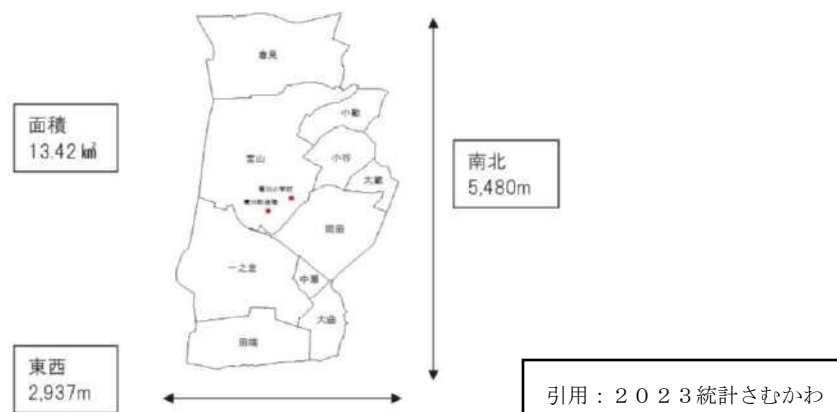 倉見
面積
13.42 k㎡
小動
宮山
小谷
大蔵
南北
5,480m
岡田
一之宮
中瀬
大曲
田端
東西
2,937m
引用：２０２３統計さむかわ